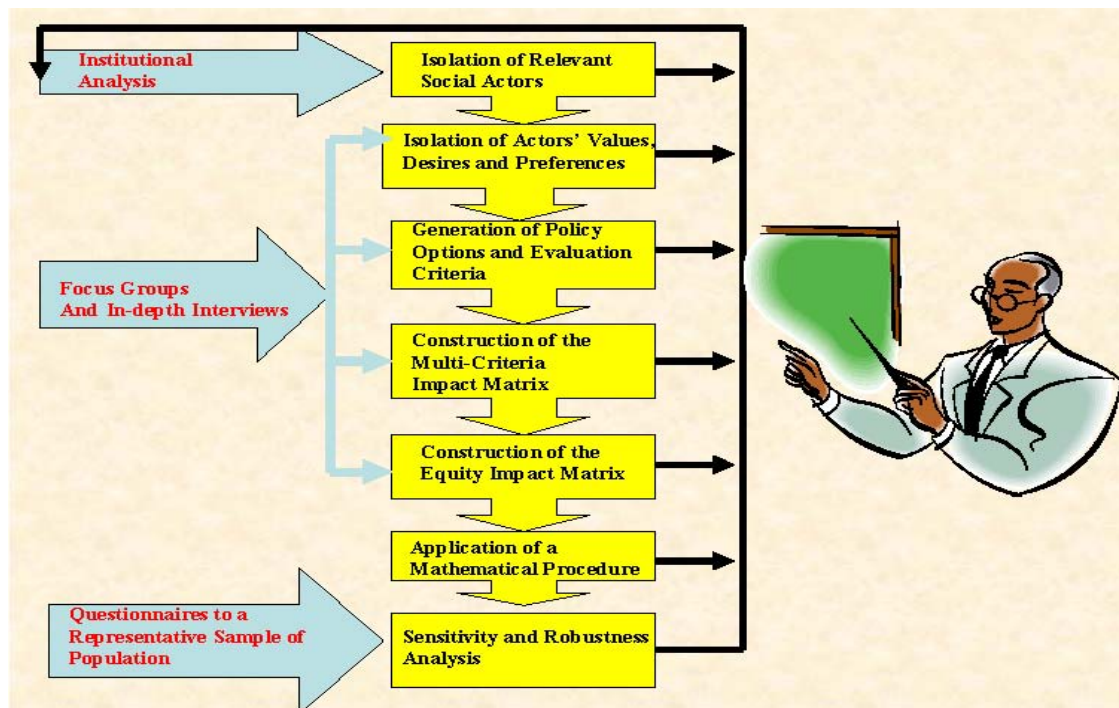 Institutional
Analysis
Isolation of Relevant
Social Actors
Isolation of Actors' Values,
Desires and Preferences
Generation of Policy
Options and Evaluation
Criteria
Focus Groups
And In-depth Interviews
Construction of the
Multi-Criteria
Impact Matrix
Construction of the
Equity Impact Matrix
Application of a
Mathematical Procedure
Questionnaires to a
Representative Sample of
Population
Sensitivity and Robustness
Analysis